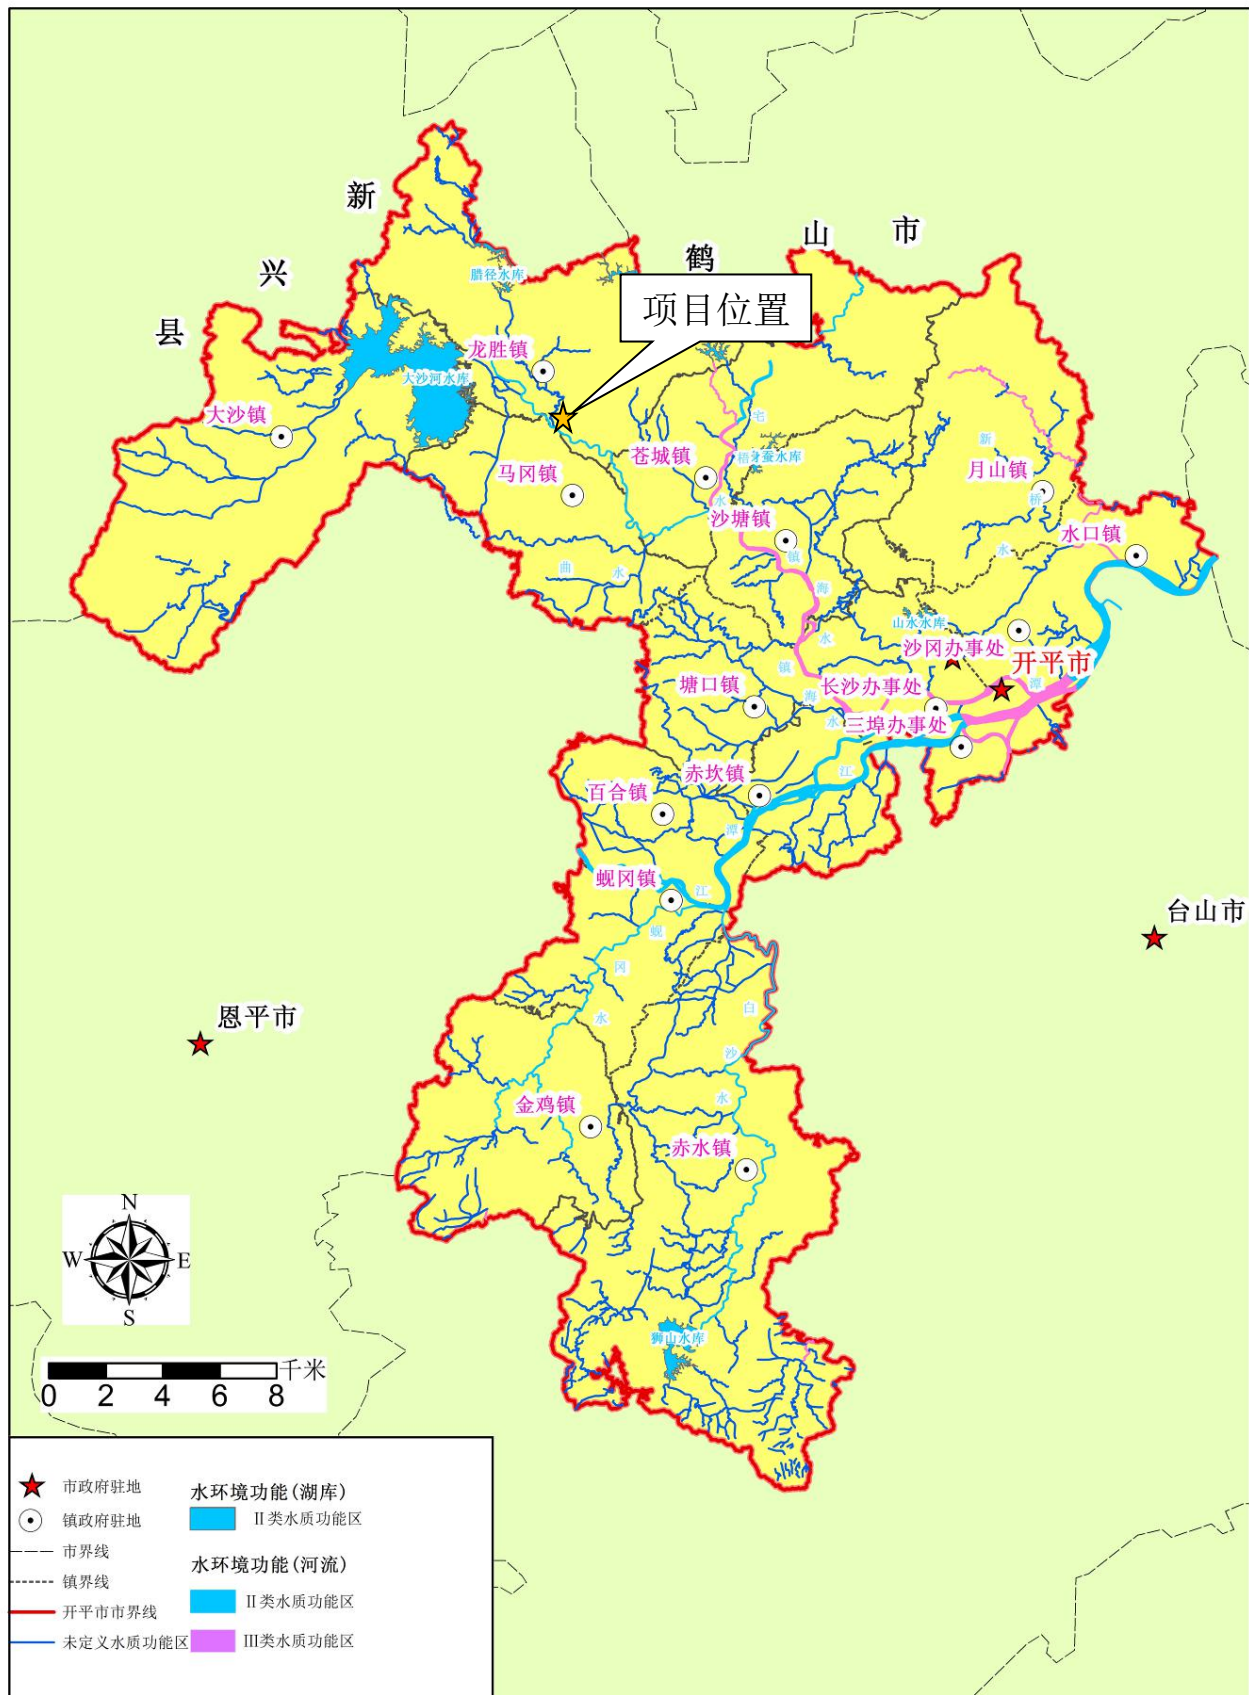 新
兴
县
鹤
山
市
项目位置
腊径水库
龙胜镇
大沙河水库
大沙镇
马冈镇
苍城镇
宅
梧
水
沙塘镇
镇
海
水
月山镇
新
桥
水
水口镇
曲
水
山水水库
沙冈办事处
开平市
潭
长沙办事处
三埠办事处
塘口镇
镇
海
水
江
赤坎镇
百合镇
潭
江
蚬冈镇
蚬
冈
水
白
沙
水
台山市
恩平市
金鸡镇
赤水镇
狮山水库
N
W
E
S
千米
0 2 4 6 8
市政府驻地
镇政府驻地
市界线
镇界线
开平市市界线
未定义水质功能区
水环境功能(湖库)
II类水质功能区
水环境功能(河流)
II类水质功能区
III类水质功能区